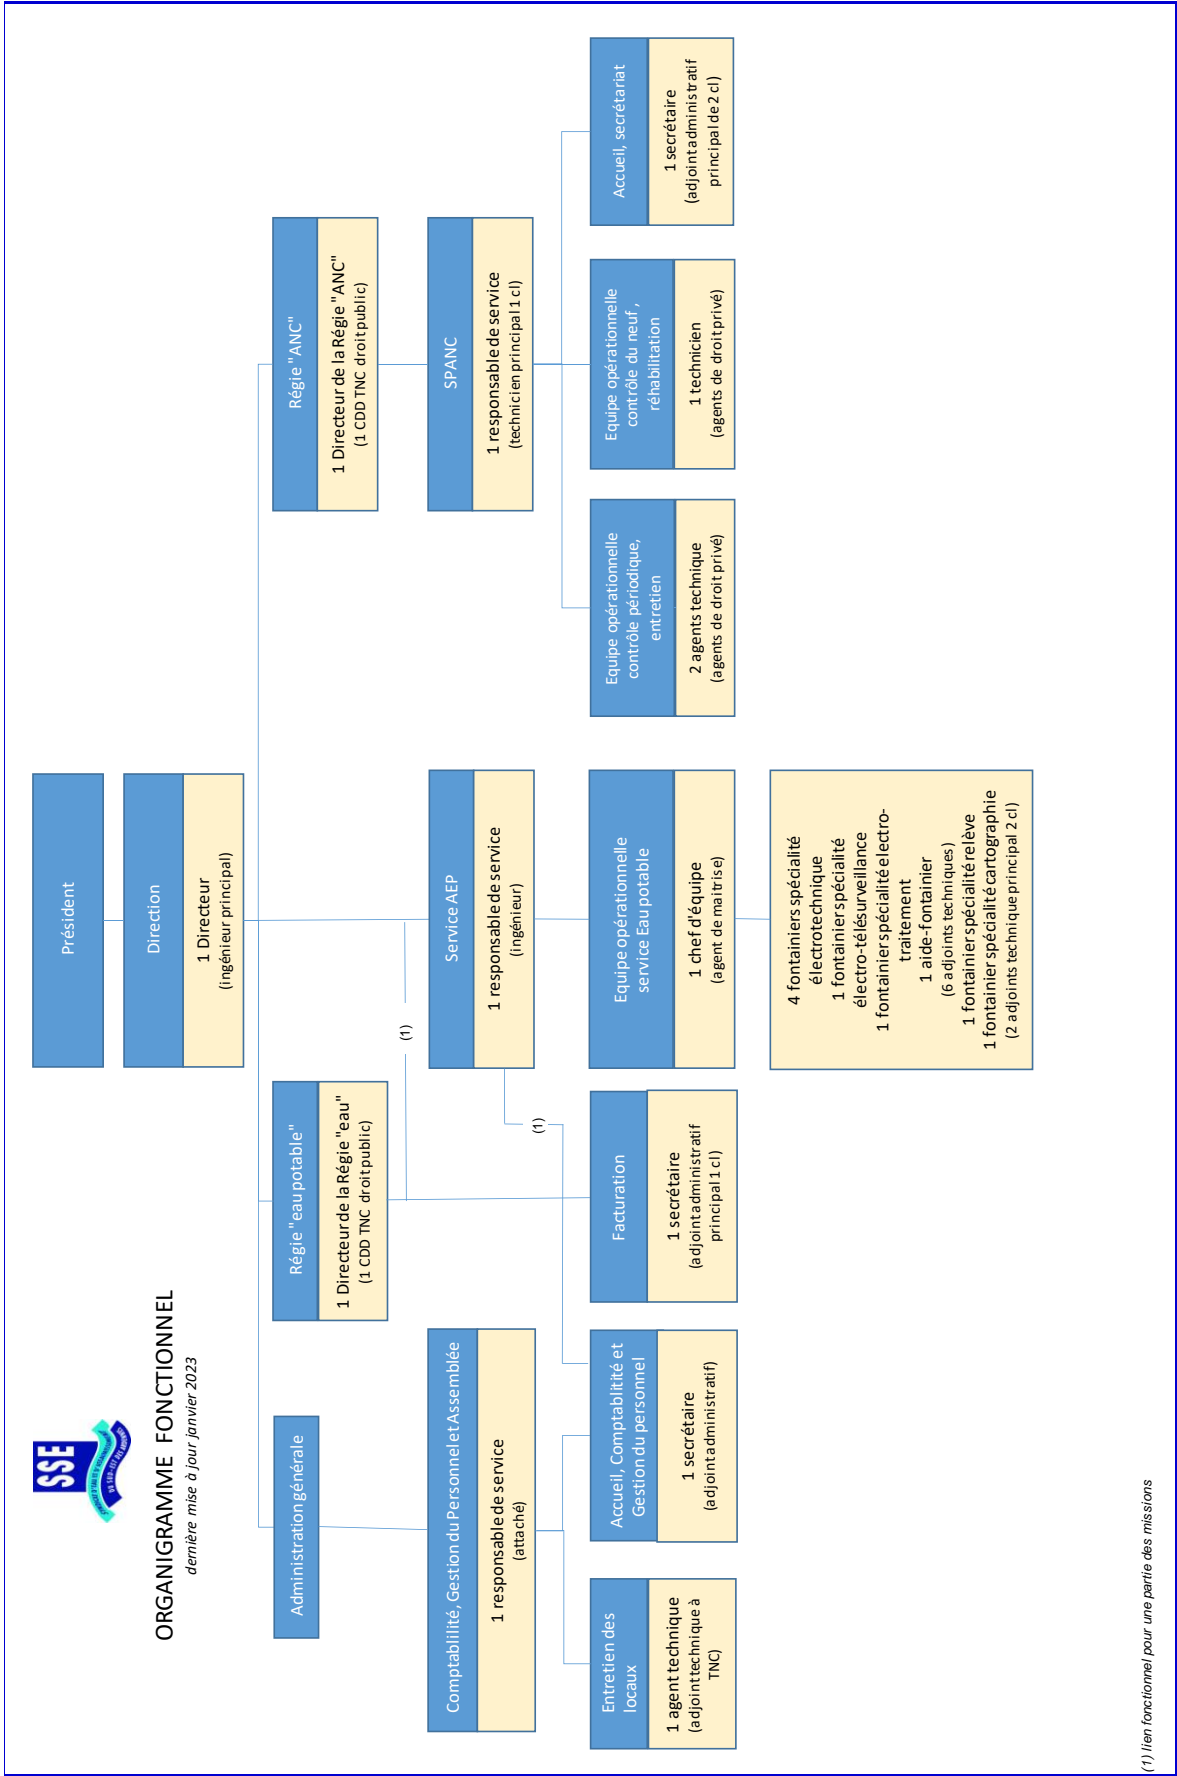 SSE
ORGANIGRAMME FONCTIONNEL
dernière mise à jour janvier 2023
Président
Direction
1 Directeur
(ingénieur principal)
Administration générale
Régie "eau potable"
1 Directeur de la Régie "eau"
(1 CDD TNC droit public)
Régie "ANC"
1 Directeur de la Régie "ANC"
(1 CDD TNC droit public)
(1)
Comptablilité, Gestion du Personnel et Assemblée
1 responsable de service
(attaché)
Service AEP
1 responsable de service
(ingénieur)
SPANC
1 responsable de service
(technicien principal 1 cl)
(1)
Entretien des
locaux
1 agent technique
(adjoint technique à
TNC)
Accueil, Comptablitité et
Gestion du personnel
1 secrétaire
(adjoint administratif)
Facturation
1 secrétaire
(adjoint administratif
principal 1 cl)
Equipe opérationnelle
service Eau potable
1 chef d'équipe
(agent de maitrise)
Equipe opérationnelle
contrôle périodique,
entretien
2 agents technique
(agents de droit privé)
Equipe opérationnelle
contrôle du neuf ,
réhabilitation
1 technicien
(agents de droit privé)
Accueil, secrétariat
1 secrétaire
(adjoint administratif
principal de 2 cl)
4 fontainiers spécialité
électrotechnique
1 fontainier spécialité
électro-télésurveillance
1 fontainier spécialité electro-
traitement
1 aide-fontainier
(6 adjoints techniques)
1 fontainier spécialité relève
1 fontainier spécialité cartographie
(2 adjoints technique principal 2 cl)
(1) lien fonctionnel pour une partie des missions